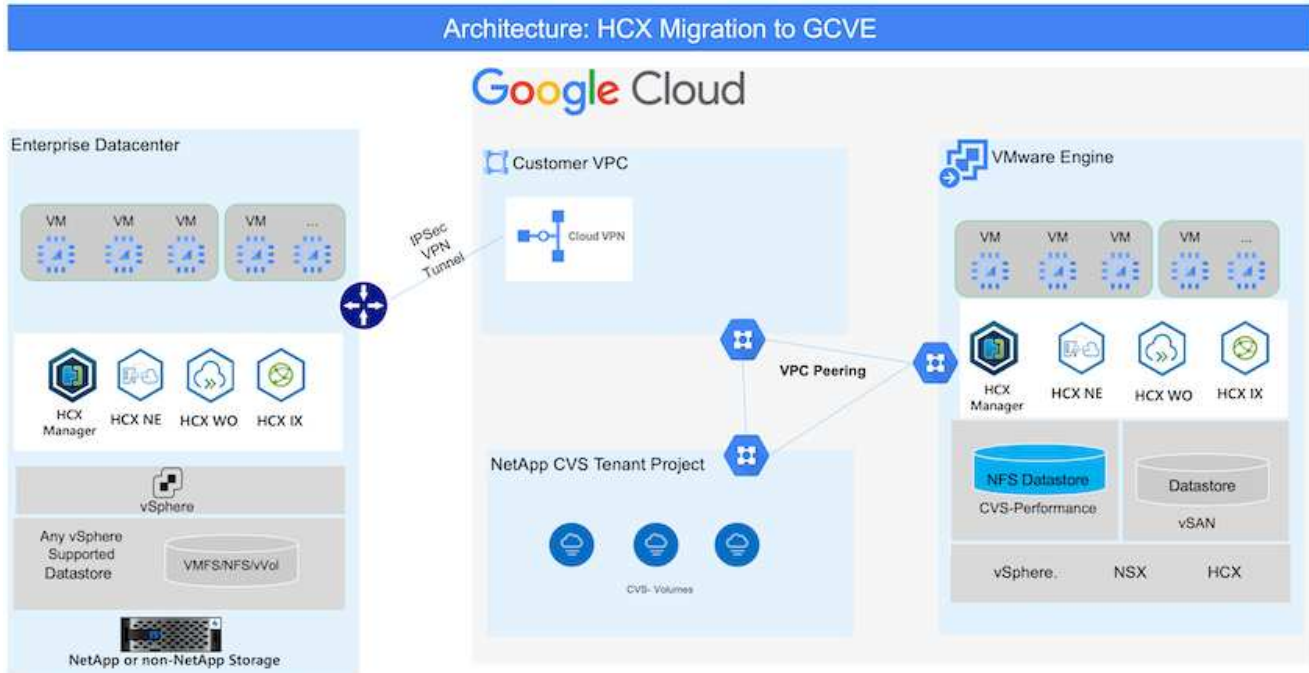 Architecture: HCX Migration to GCVE
Google Cloud
Enterprise Datacenter
VM VM VM VM ...
HCX Manager
HCX NE
HCX WO
HCX IX
vSphere
Any vSphere
Supported
Datastore
VMFS/NFS/vVol
NetApp or non-NetApp Storage
IPSec
VPN
Tunnel
Customer VPC
Cloud VPN
VPC Peering
NetApp CVS Tenant Project
CVS- Volumes
VMware Engine
VM VM VM VM ...
HCX
Manager
HCX NE
HCX WO
HCX IX
NFS Datastore
CVS-Performance
Datastore
vSAN
vSphere. NSX HCX